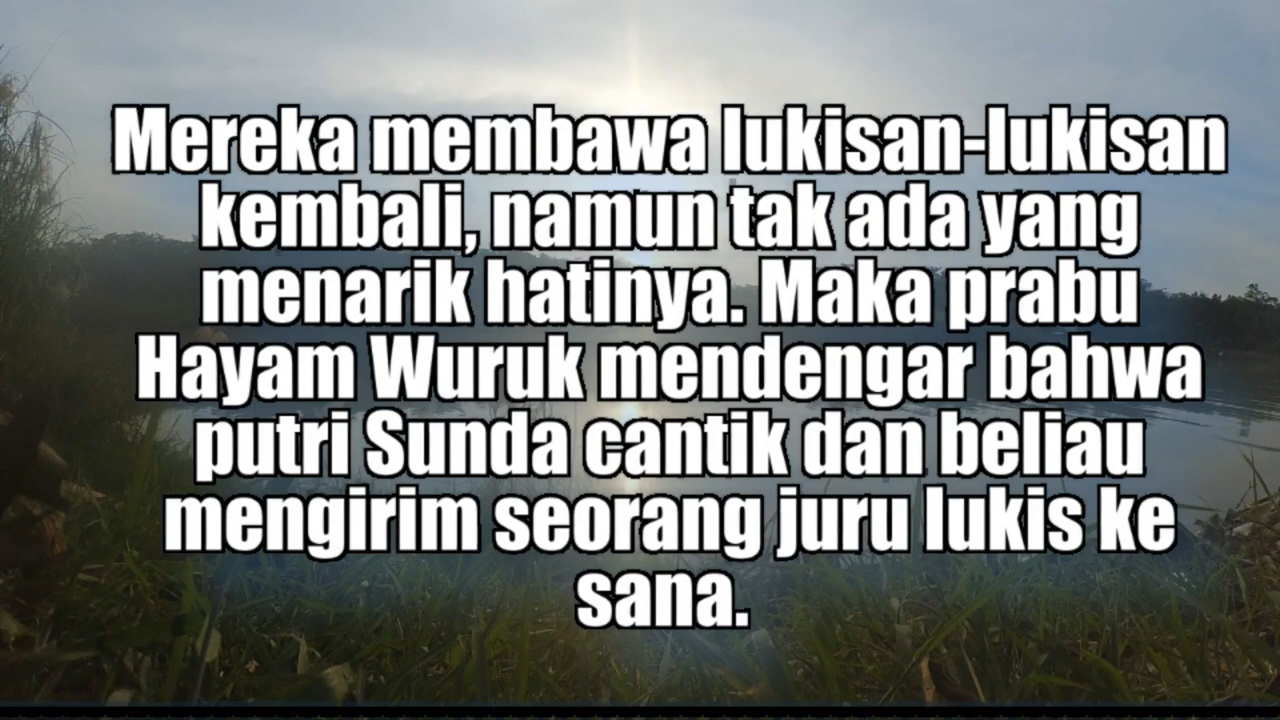 Mereka membawa lukisan-lukisan
kembali, namun tak ada yang
menarik hatinya. Maka prabu
Hayam Wuruk mendengar bahwa
putri Sunda cantik dan beliau
mengirim seorang juru lukis ke
sana.